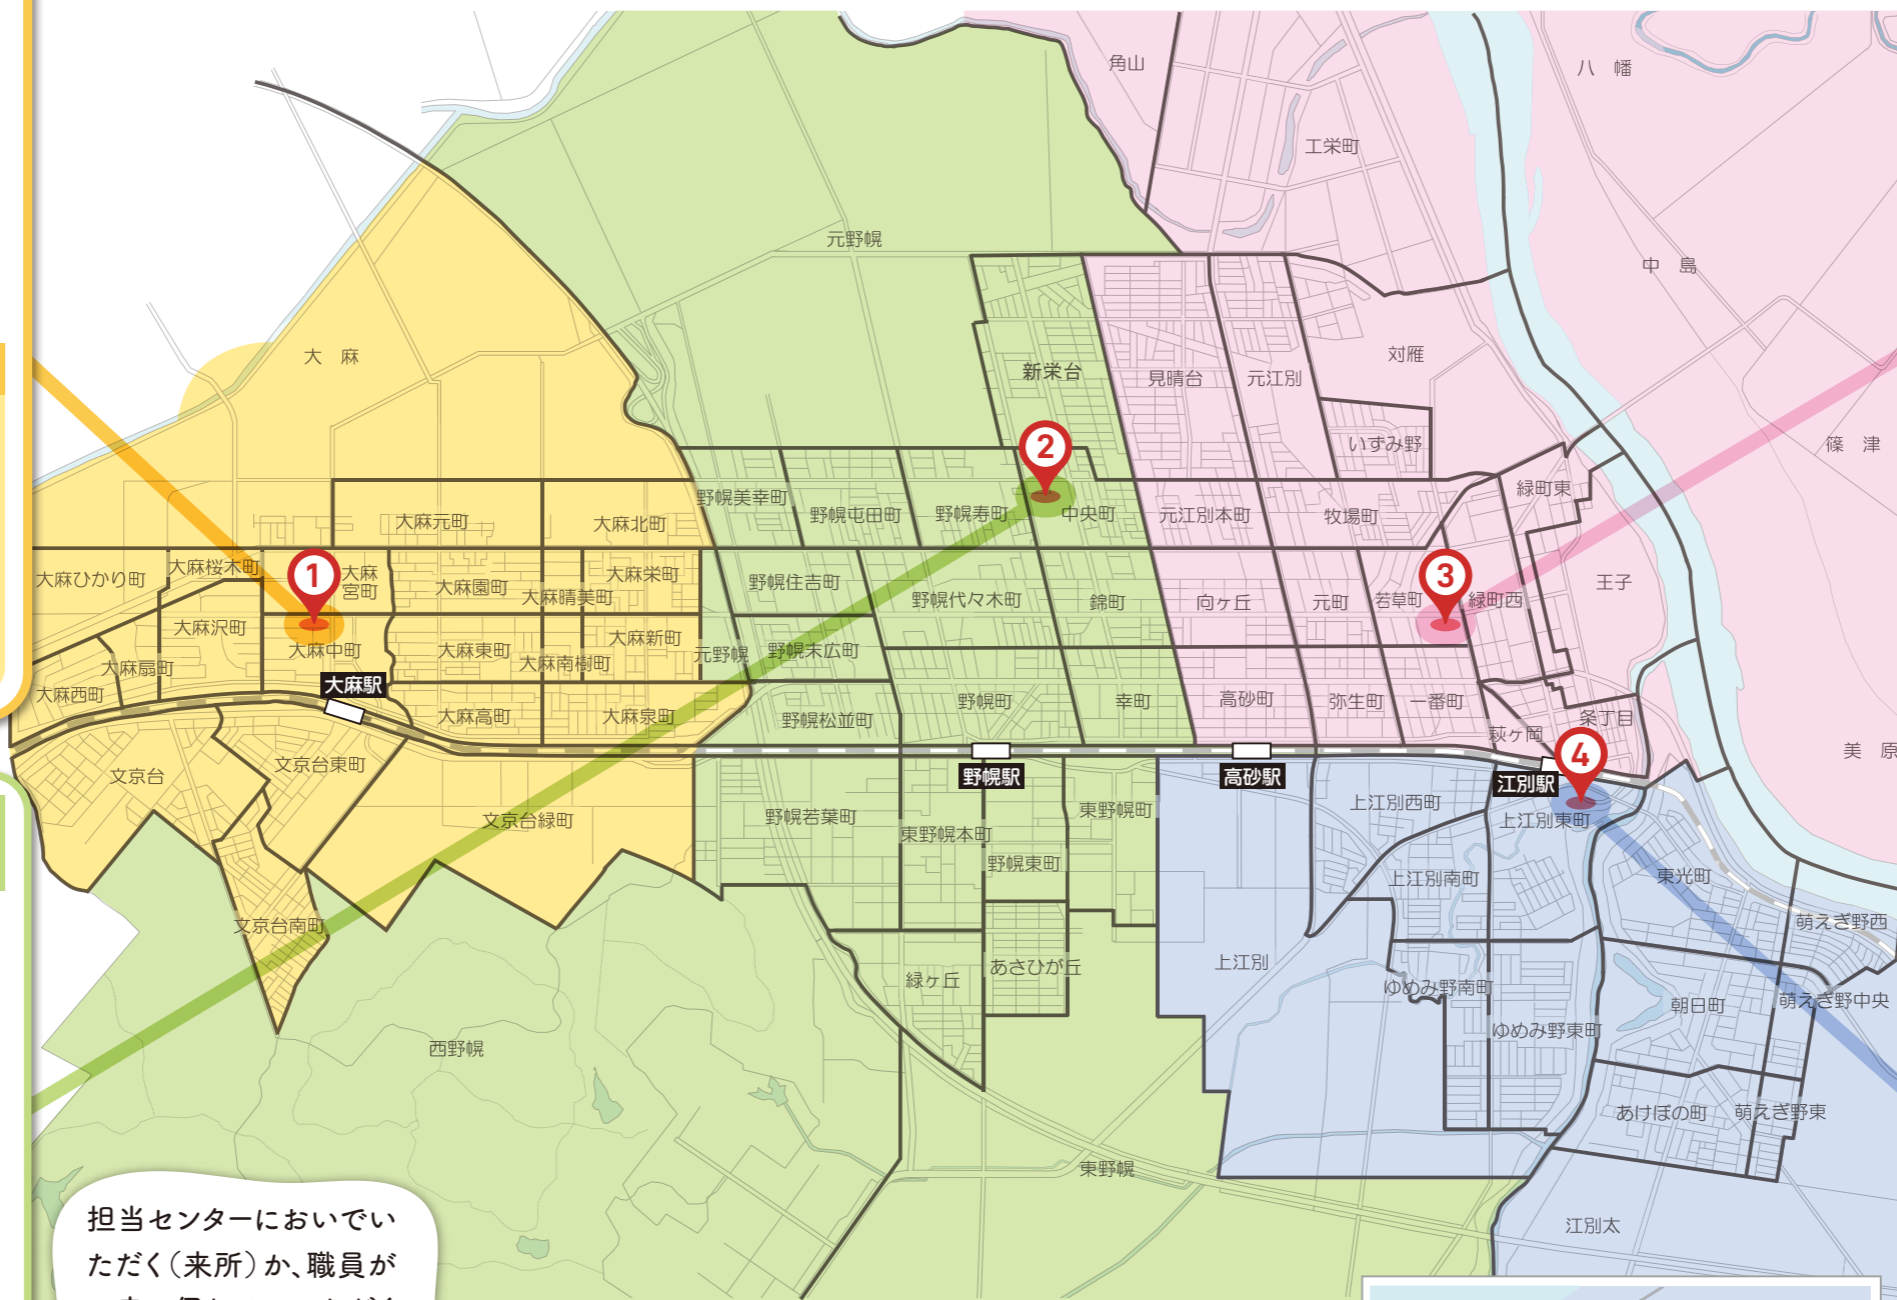 角山
八幡
工栄町
元野幌
中島
大麻
新栄台
見晴台
元江別
対雁
いずみ野
篠津
2
野幌美幸町
野幌屯田町
野幌寿町
中央町
元江別本町
牧場町
緑町東
大麻元町
大麻北町
大麻ひかり町
大麻桜木町
1
大麻
宮町
大麻園町
大麻晴美町
大麻栄町
野幌住吉町
野幌代々木町
錦町
向ヶ丘
元町
若草町
3
緑町西
王子
大麻沢町
大麻中町
大麻東町
大麻南樹町
大麻新町
元野幌
野幌末広町
大麻扇町
大麻西町
大麻駅
大麻高町
大麻泉町
野幌松並町
野幌町
幸町
高砂町
弥生町
一番町
萩ヶ岡
条丁目
美原
4
文京台
文京台東町
野幌駅
高砂駅
江別駅
文京台緑町
野幌若葉町
東野幌本町
野幌東町
東野幌町
上江別西町
上江別東町
上江別南町
東光町
文京台南町
萌えぎ野西
緑ヶ丘
あさひが丘
上江別
ゆめみ野南町
朝日町
萌えぎ野中央
西野幌
ゆめみ野東町
あけぼの町
萌えぎ野東
東野幌
江別太
担当センターにおいでい
ただく(来所)か、職員が